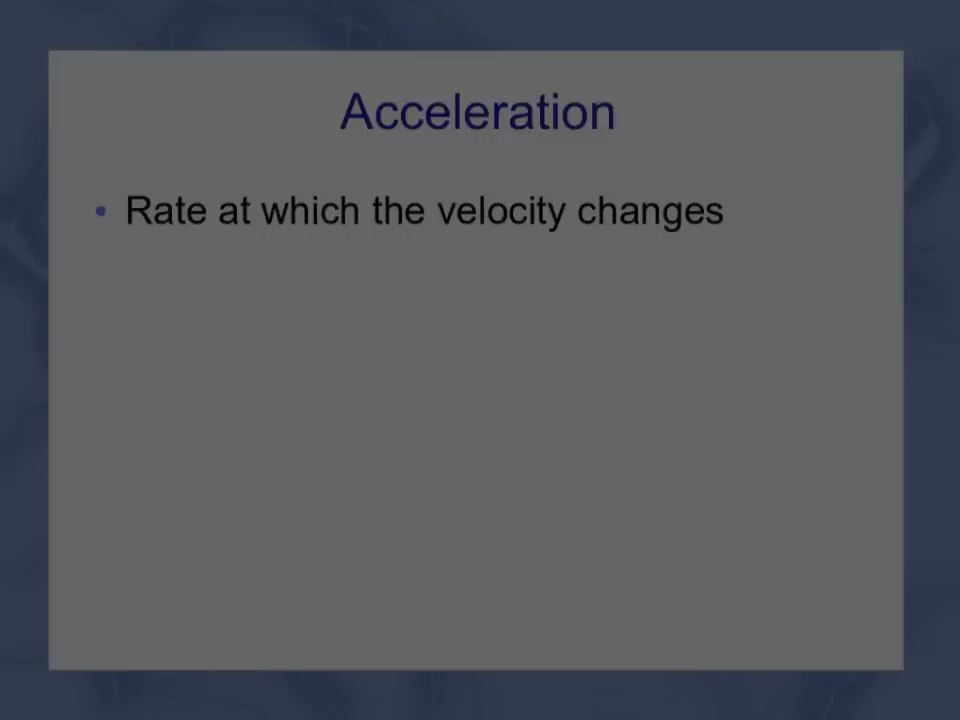 Acceleration
• Rate at which the velocity changes